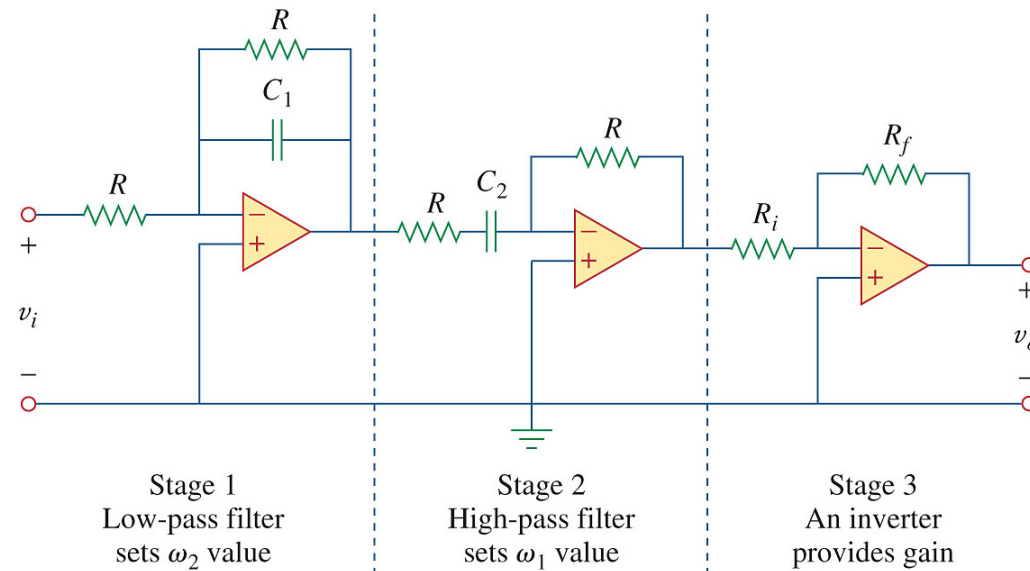 R
C1
R
−
+
+
vi
−
R
C2
R
−
+
Ri
Rf
−
+
+
−
Stage 1
Low-pass filter
sets ω2 value
Stage 2
High-pass filter
sets ω1 value
Stage 3
An inverter
provides gain